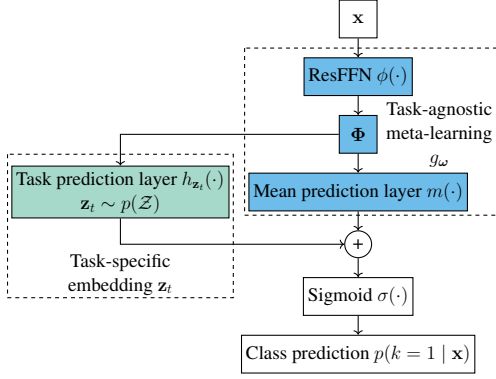 x
ResFFN ϕ(·)
Task-agnostic
meta-learning
g_ω
Φ
Mean prediction layer m(·)
Task prediction layer h_{z_t}(·)
z_t ∼ p(𝒵)
Task-specific
embedding z_t
+
Sigmoid σ(·)
Class prediction p(k = 1 | x)